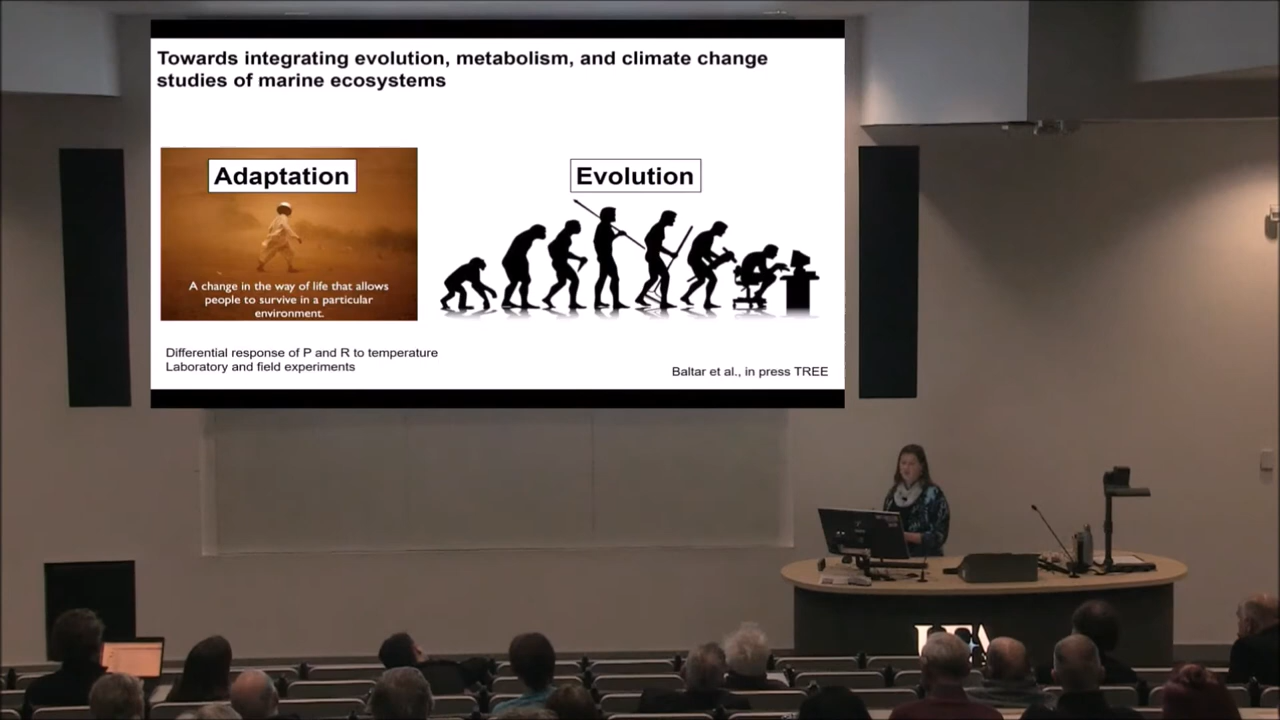 Towards integrating evolution, metabolism, and climate change
studies of marine ecosystems
Adaptation
Evolution
A change in the way of life that allows
people to survive in a particular
environment.
Differential response of P and R to temperature
Laboratory and field experiments
Baltar et al., in press TREE